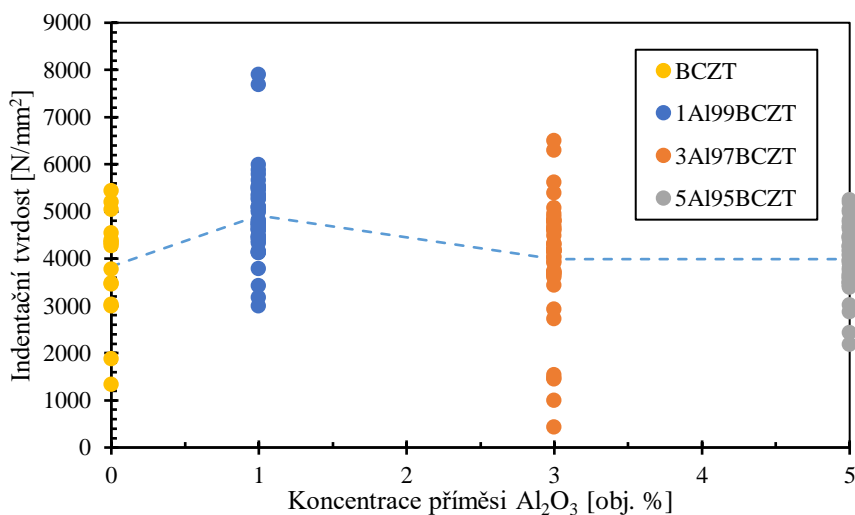 9000
8000
7000
6000
5000
4000
3000
2000
1000
0
Indentační tvrdost [N/mm²]
BCZT
1Al99BCZT
3Al97BCZT
5Al95BCZT
0 1 2 3 4 5
Koncentrace příměsi Al₂O₃ [obj. %]